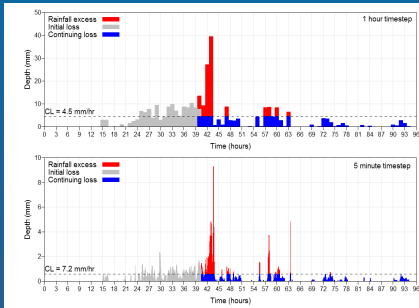 1 hour timestep
Rainfall excess
Initial loss
Continuing loss
CL = 4.5 mm/hr
Depth (mm)
50
40
30
20
10
0
0 3 6 9 12 15 18 21 24 27 30 33 36 39 42 45 48 51 54 57 60 63 66 69 72 75 78 81 84 87 90 93 96
Time (hours)
5 minute timestep
Rainfall excess
Initial loss
Continuing loss
CL = 7.2 mm/hr
Depth (mm)
10
8
6
4
2
0
0 3 6 9 12 15 18 21 24 27 30 33 36 39 42 45 48 51 54 57 60 63 66 69 72 75 78 81 84 87 90 93 96
Time (hours)